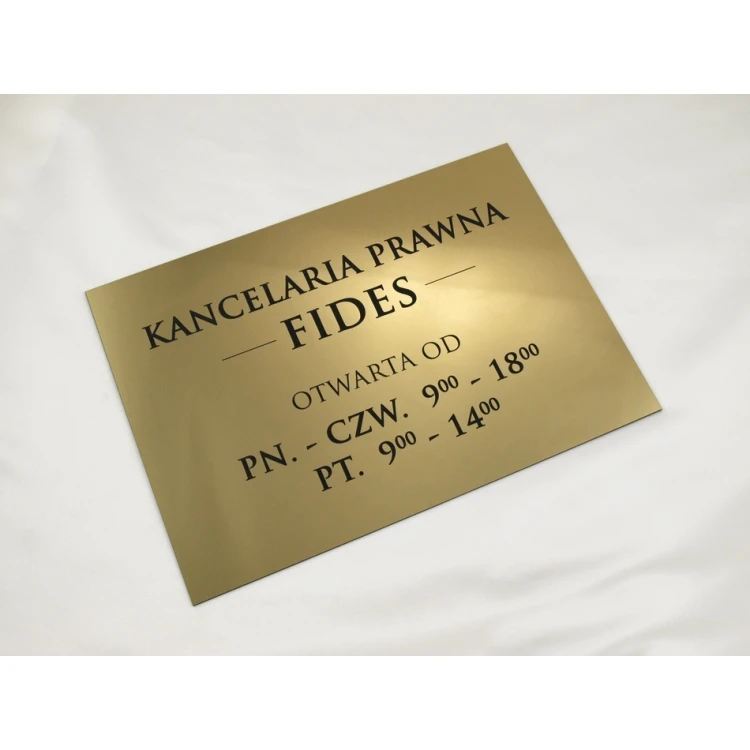 KANCELARIA PRAWNA
FIDES
OTWARTA OD
PN. - CZW. 9⁰⁰ - 18⁰⁰
PT. 9⁰⁰ - 14⁰⁰